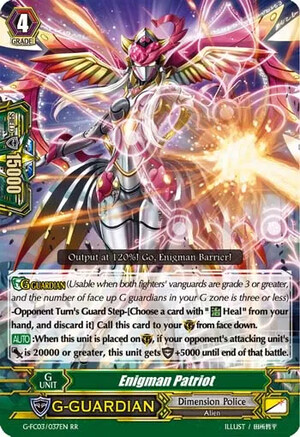 4
GRADE
15000
Output at 120%! Go, Enigman Barrier!
G GUARDIAN (Usable when both fighters' vanguards are grade 3 or greater,
and the number of face up G guardians in your G zone is three or less)
-Opponent Turn's Guard Step-[Choose a card with " Heal" from your
hand, and discard it] Call this card to your G from face down.
AUTO:When this unit is placed on G, if your opponent's attacking unit's
is 20000 or greater, this unit gets +5000 until end of that battle.
G
UNIT
Enigman Patriot
G-GUARDIAN
Dimension Police
Alien
G-FC03/037EN RR
ILLUST /